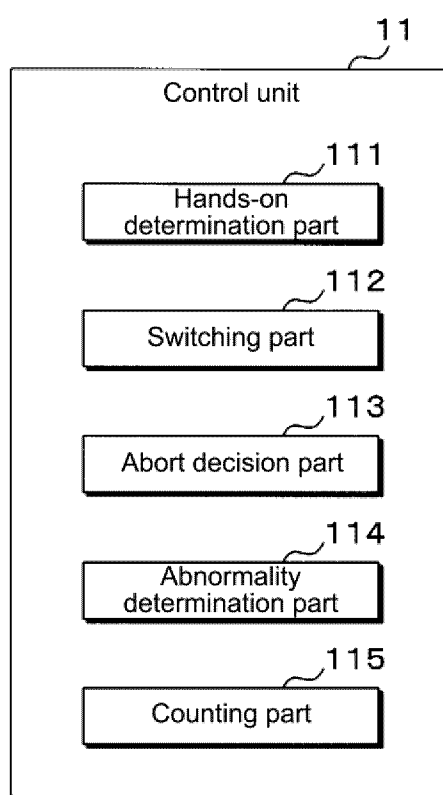 11
Control unit
111
Hands-on
determination part
112
Switching part
113
Abort decision part
114
Abnormality
determination part
115
Counting part